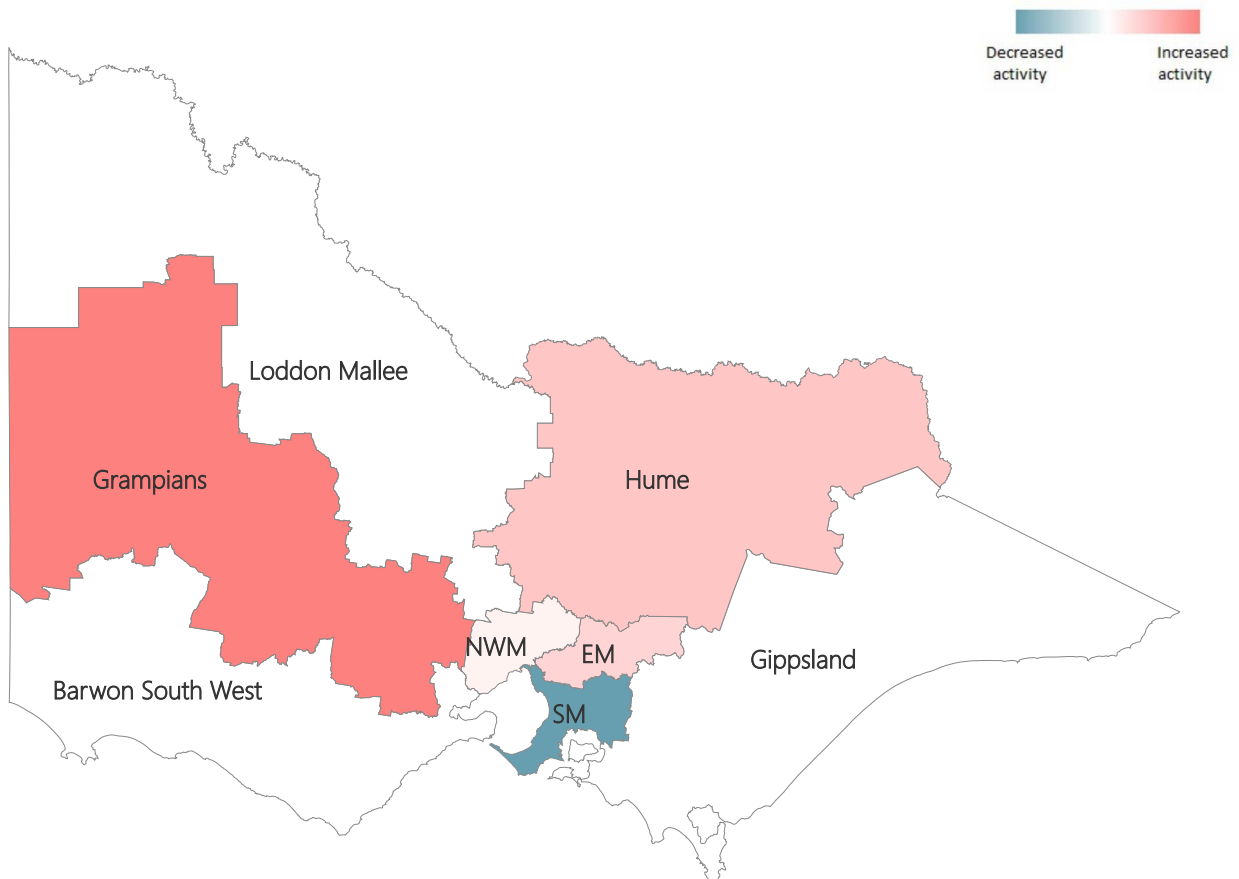 Decreased
activity
Increased
activity
Loddon Mallee
Grampians
Hume
NWM
EM
Gippsland
Barwon South West
SM